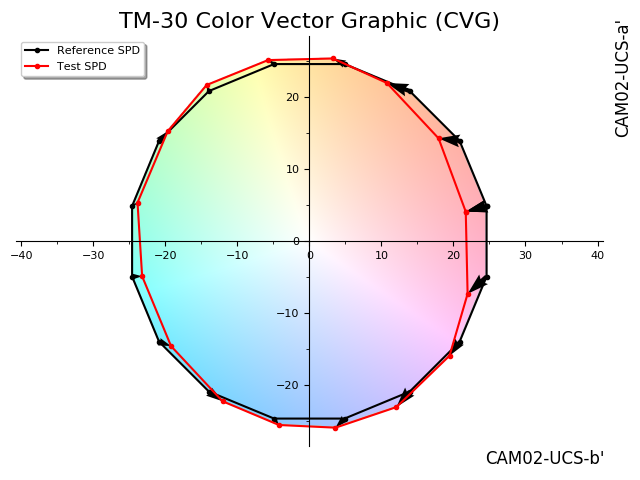 TM-30 Color Vector Graphic (CVG)
Reference SPD
Test SPD
CAM02-UCS-a'
20
10
−40
−30
−20
−10
0
0
10
20
30
40
−10
−20
CAM02-UCS-b'